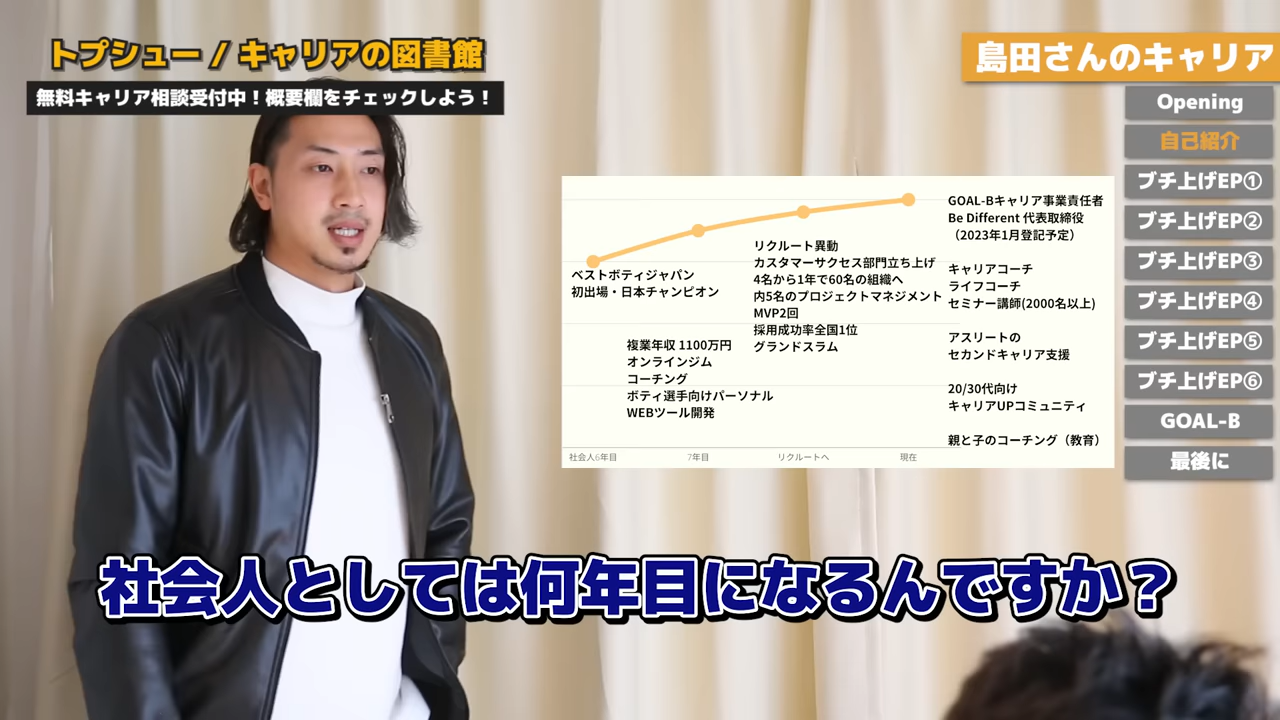 トプシュー / キャリアの図書館
無料キャリア相談受付中！概要欄をチェックしよう！
島田さんのキャリア
Opening
自己紹介
ブチ上げEP①
ブチ上げEP②
ブチ上げEP③
ブチ上げEP④
ブチ上げEP⑤
ブチ上げEP⑥
GOAL-B
最後に
ベストボティジャパン
初出場・日本チャンピオン
複業年収 1100万円
オンラインジム
コーチング
ボティ選手向けパーソナル
WEBツール開発
リクルート異動
カスタマーサクセス部門立ち上げ
4名から1年で60名の組織へ
内5名のプロジェクトマネジメント
MVP2回
採用成功率全国1位
グランドスラム
GOAL-Bキャリア事業責任者
Be Different 代表取締役
（2023年1月登記予定）
キャリアコーチ
ライフコーチ
セミナー講師(2000名以上)
アスリートの
セカンドキャリア支援
20/30代向け
キャリアUPコミュニティ
親と子のコーチング（教育）
社会人6年目
7年目
リクルートへ
現在
社会人としては何年目になるんですか？